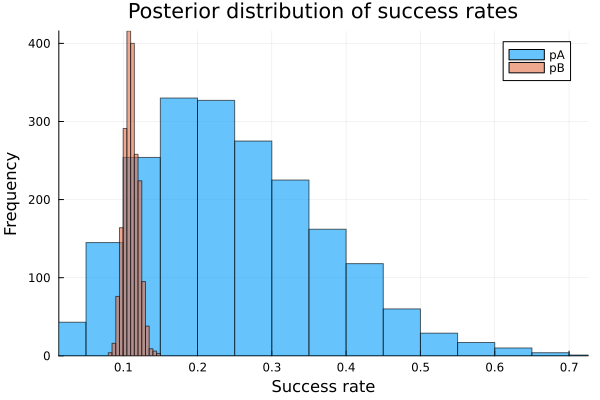 Posterior distribution of success rates
400
300
200
100
0
Frequency
pA
pB
0.1 0.2 0.3 0.4 0.5 0.6 0.7
Success rate